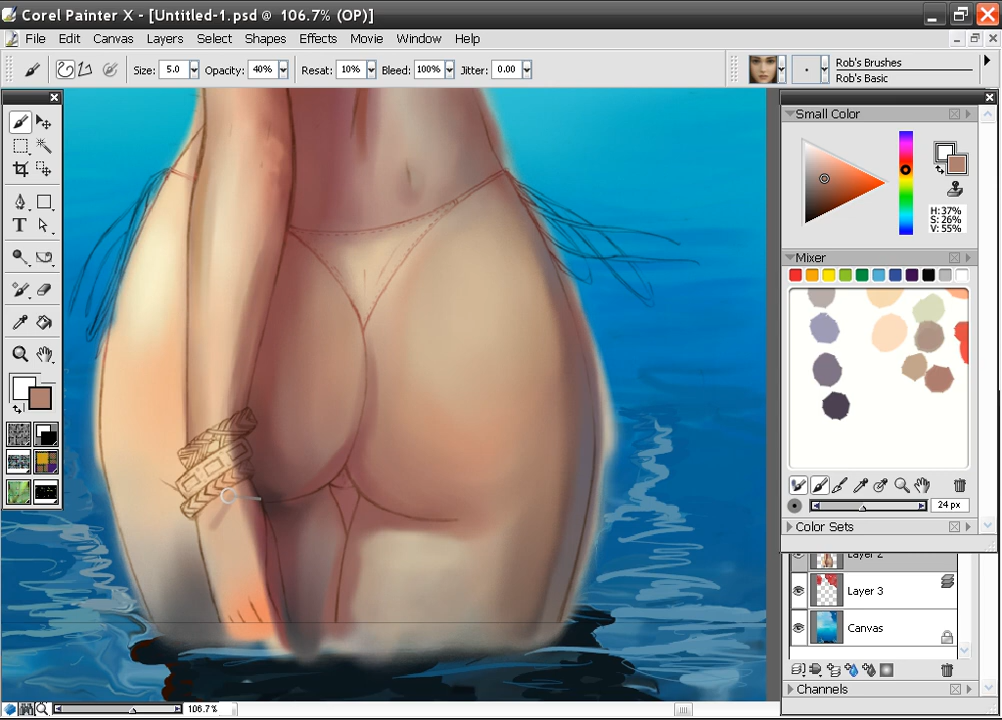 Corel Painter X - [Untitled-1.psd @ 106.7% (OP)]
File Edit Canvas Layers Select Shapes Effects Movie Window Help
Size: 5.0 Opacity: 40% Resat: 10% Bleed: 100% Jitter: 0.00
Rob's Brushes
Rob's Basic
Small Color
H:37%
S: 26%
V: 55%
Mixer
24 px
Color Sets
Layer 2
Layer 3
Canvas
Channels
106.7%